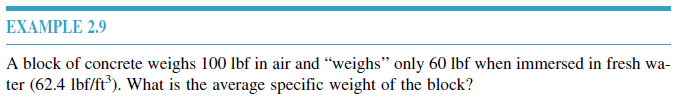 EXAMPLE 2.9
A block of concrete weighs 100 lbf in air and “weighs” only 60 lbf when immersed in fresh wa-
ter (62.4 lbf/ft³). What is the average specific weight of the block?